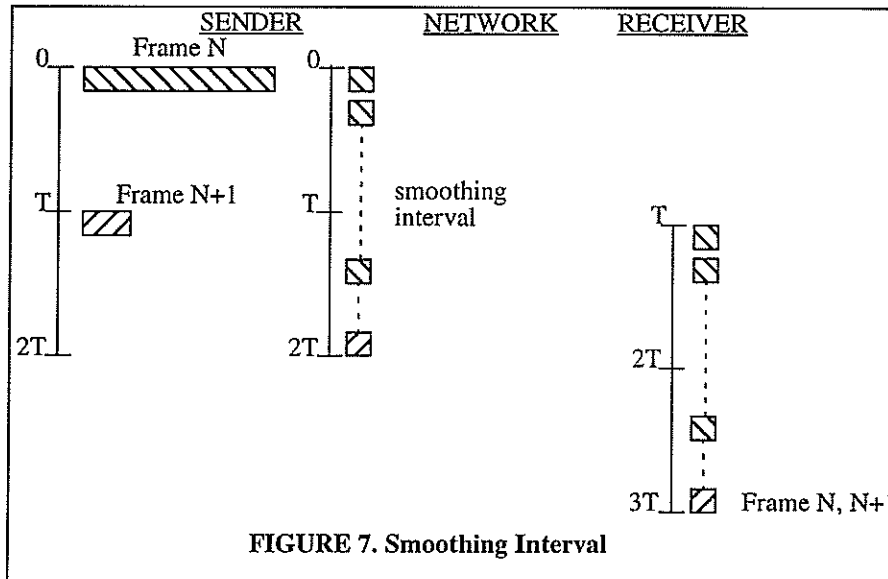 SENDER NETWORK RECEIVER
Frame N
0 0
T Frame N+1 T smoothing
interval
T
2T 2T
2T
3T Frame N, N+
FIGURE 7. Smoothing Interval